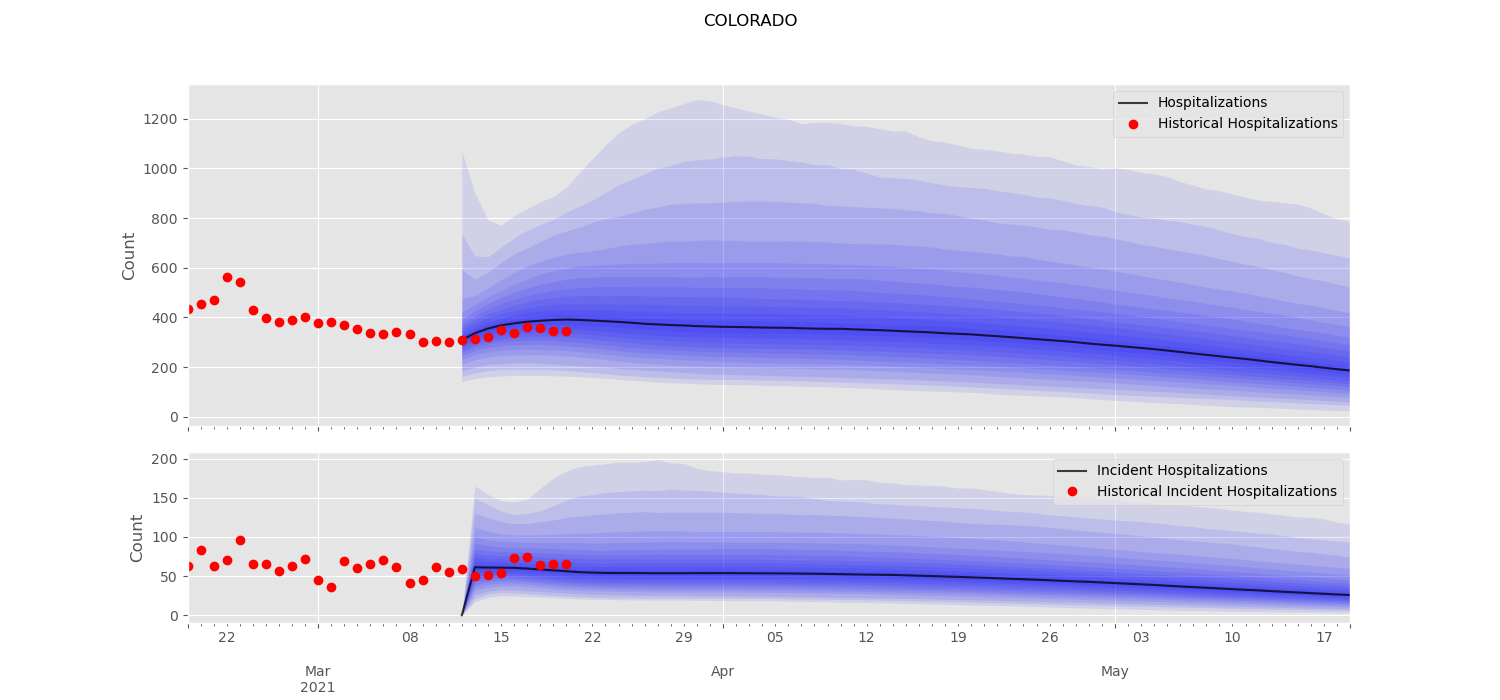 COLORADO
Hospitalizations
Historical Hospitalizations
Count
1200
1000
800
600
400
200
0
Incident Hospitalizations
Historical Incident Hospitalizations
Count
200
150
100
50
0
22 08 15 22 29 05 12 19 26 03 10 17
Mar Apr May
2021